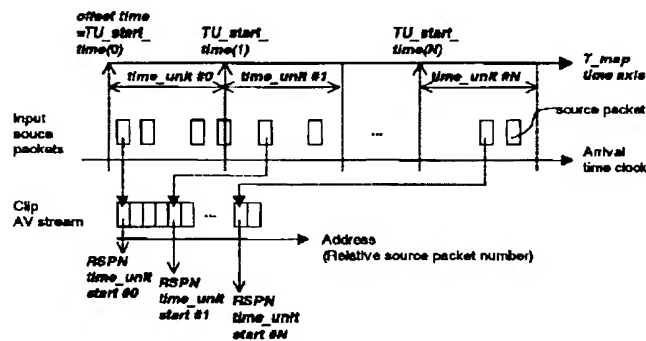 offset time
=TU_start_
time(0)
TU_start_
time(1)
TU_start_
time(N)
T_map
time axis
time_unit #0
time_unit #1
time_unit #N
source packet
Input
souce
packets
...
Arrival
time clock
Clip
AV stream
...
Address
(Relative source packet number)
RSPN
time_unit
start #0
RSPN
time_unit
start #1
RSPN
time_unit
start #N